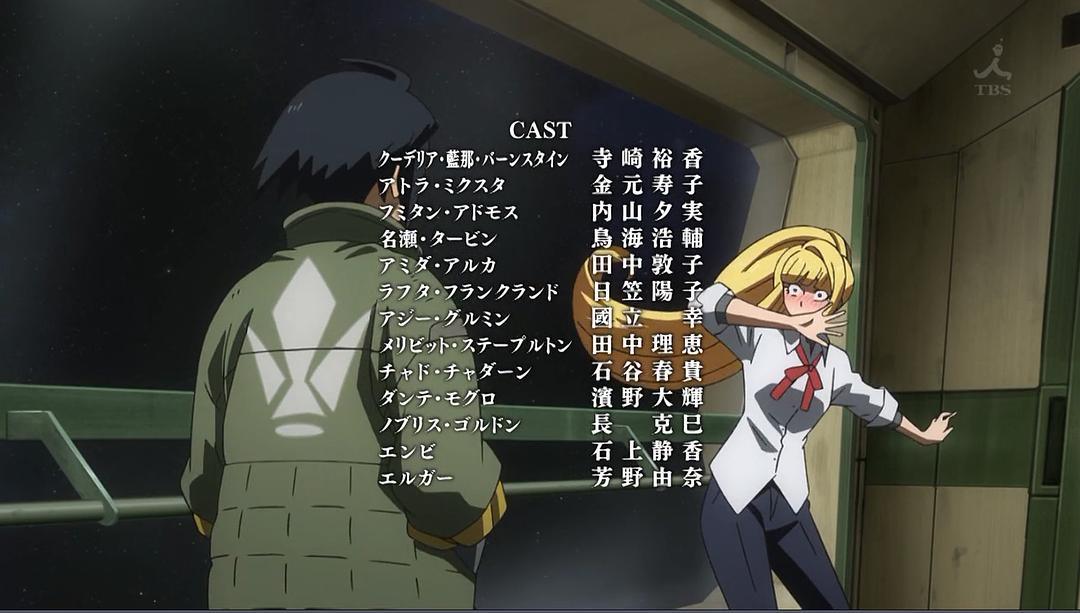 TBS
CAST
クーデリア・藍那・バーンスタイン 寺崎裕香
アトラ・ミクスタ 金元寿子
フミタン・アドモス 内山夕実
名瀬・タービン 鳥海浩輔
アミダ・アルカ 田中敦子
ラフタ・フランクランド 日笠陽子
アジー・グルミン 國立 幸
メリビット・ステープルトン 田中理恵
チャド・チャダーン 石谷春貴
ダンテ・モグロ 濱野大輝
ノブリス・ゴルドン 長 克巳
エンビ 石上静香
エルガー 芳野由奈